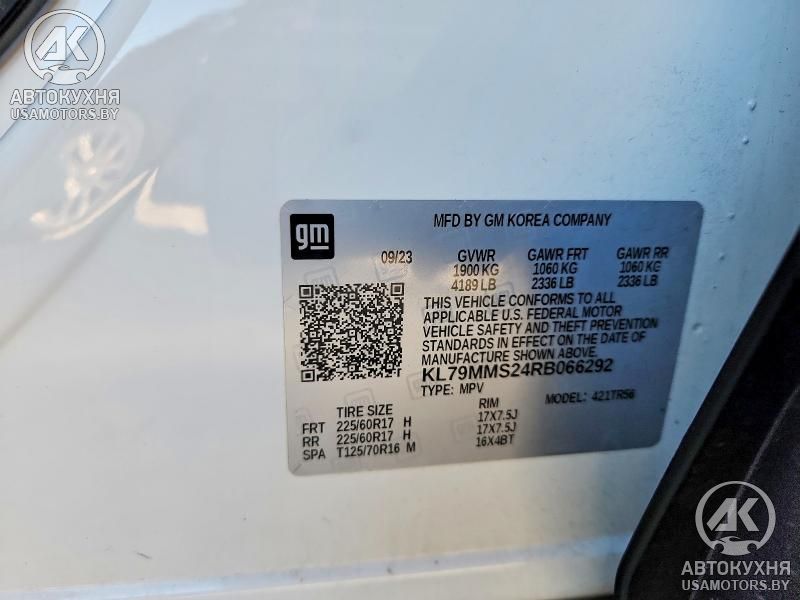 AK
АВТОКУХНЯ
USAMOTORS.BY
gm
MFD BY GM KOREA COMPANY
09/23 GVWR GAWR FRT GAWR RR
1900 KG 1060 KG 1060 KG
4189 LB 2336 LB 2336 LB
THIS VEHICLE CONFORMS TO ALL
APPLICABLE U.S. FEDERAL MOTOR
VEHICLE SAFETY AND THEFT PREVENTION
STANDARDS IN EFFECT ON THE DATE
OF MANUFACTURE SHOWN ABOVE.
KL79MMS24RB066292
TYPE: MPV MODEL: 421TR56
TIRE SIZE RIM
FRT 225/60R17 H 17X7.5J
RR 225/60R17 H 17X7.5J
SPA T125/70R16 M 16X4BT
AK
АВТОКУХНЯ
USAMOTORS.BY